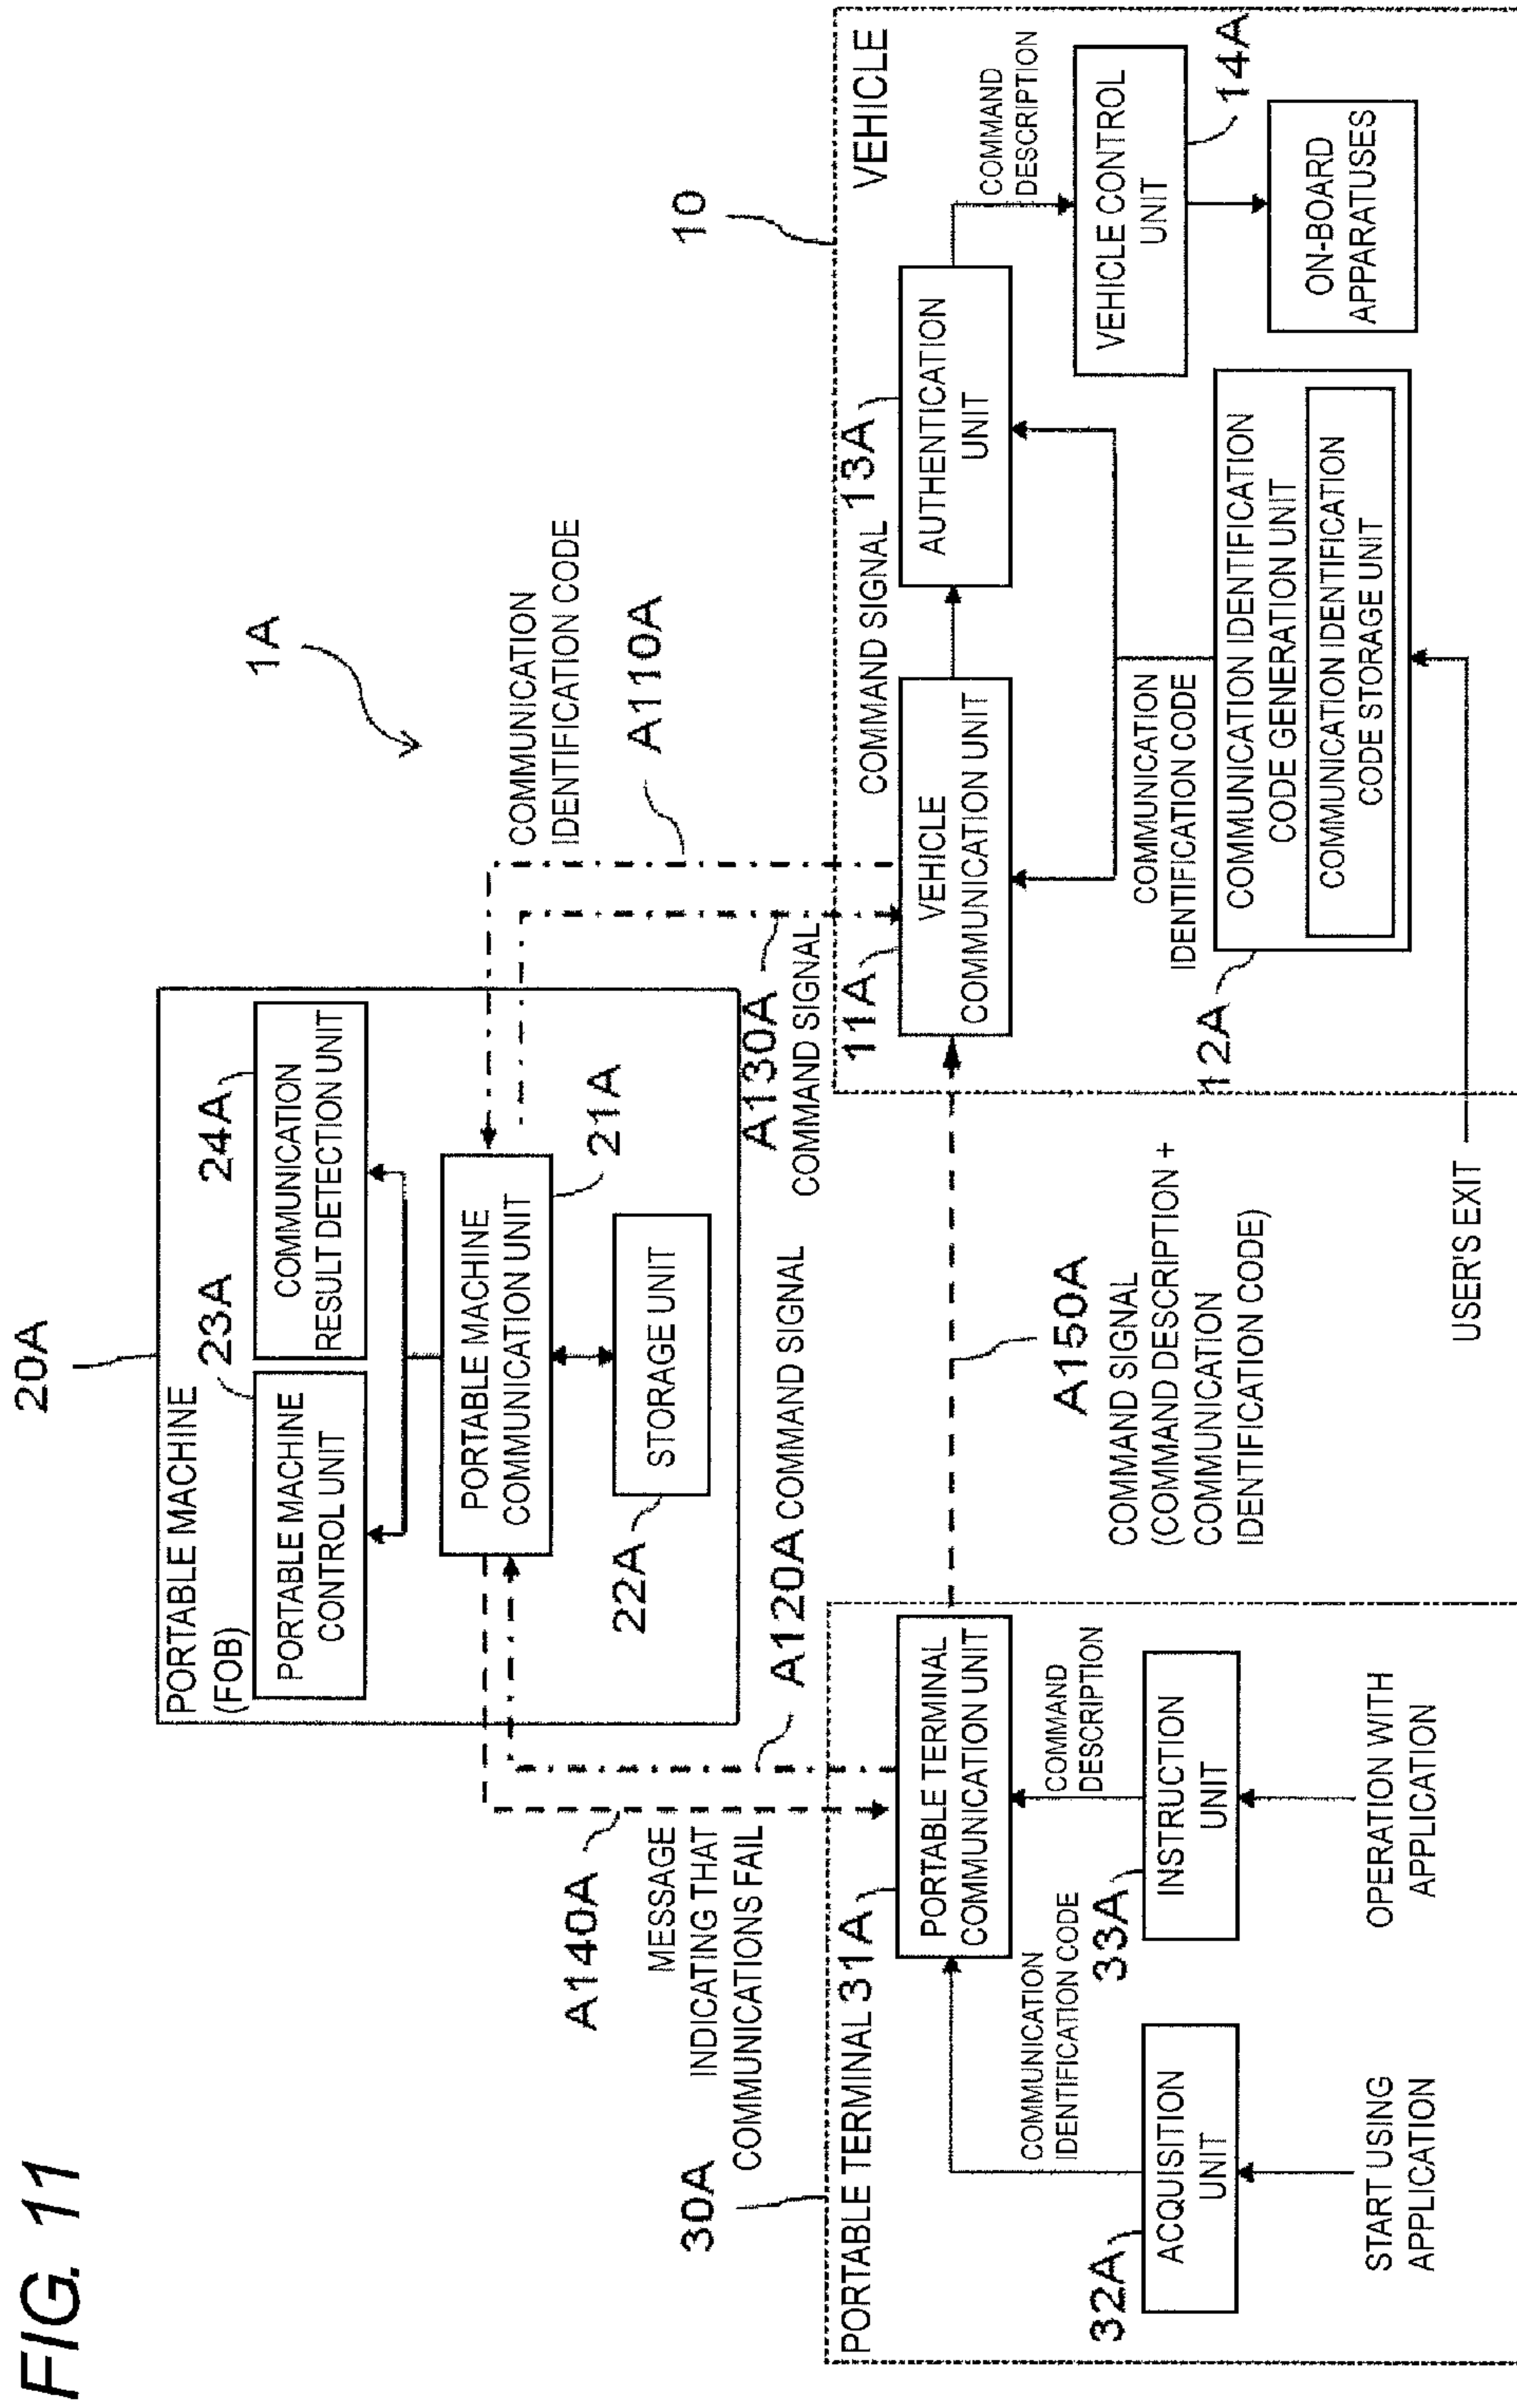 FIG. 11
1A
20A
PORTABLE MACHINE
(FOB)
23A
24A
PORTABLE MACHINE
CONTROL UNIT
COMMUNICATION
RESULT DETECTION UNIT
PORTABLE MACHINE
COMMUNICATION UNIT
21A
22A
STORAGE UNIT
COMMUNICATION
IDENTIFICATION CODE
A110A
A140A
MESSAGE
INDICATING THAT
COMMUNICATIONS FAIL
A120A COMMAND SIGNAL
A130A
COMMAND SIGNAL
30A
PORTABLE TERMINAL
31A
PORTABLE TERMINAL
COMMUNICATION UNIT
COMMUNICATION
IDENTIFICATION CODE
COMMAND
DESCRIPTION
32A
ACQUISITION
UNIT
33A
INSTRUCTION
UNIT
START USING
APPLICATION
OPERATION WITH
APPLICATION
A150A
COMMAND SIGNAL
(COMMAND DESCRIPTION +
COMMUNICATION
IDENTIFICATION CODE)
10
VEHICLE
11A
VEHICLE
COMMUNICATION UNIT
COMMAND SIGNAL
13A
AUTHENTICATION
UNIT
COMMAND
DESCRIPTION
VEHICLE CONTROL
UNIT
14A
ON-BOARD
APPARATUSES
COMMUNICATION
IDENTIFICATION CODE
12A
COMMUNICATION IDENTIFICATION
CODE GENERATION UNIT
COMMUNICATION IDENTIFICATION
CODE STORAGE UNIT
USER'S EXIT